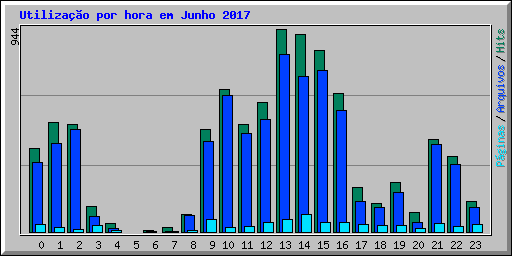 Utilização por hora em Junho 2017
944
Páginas / Arquivos / Hits
0 1 2 3 4 5 6 7 8 9 10 11 12 13 14 15 16 17 18 19 20 21 22 23